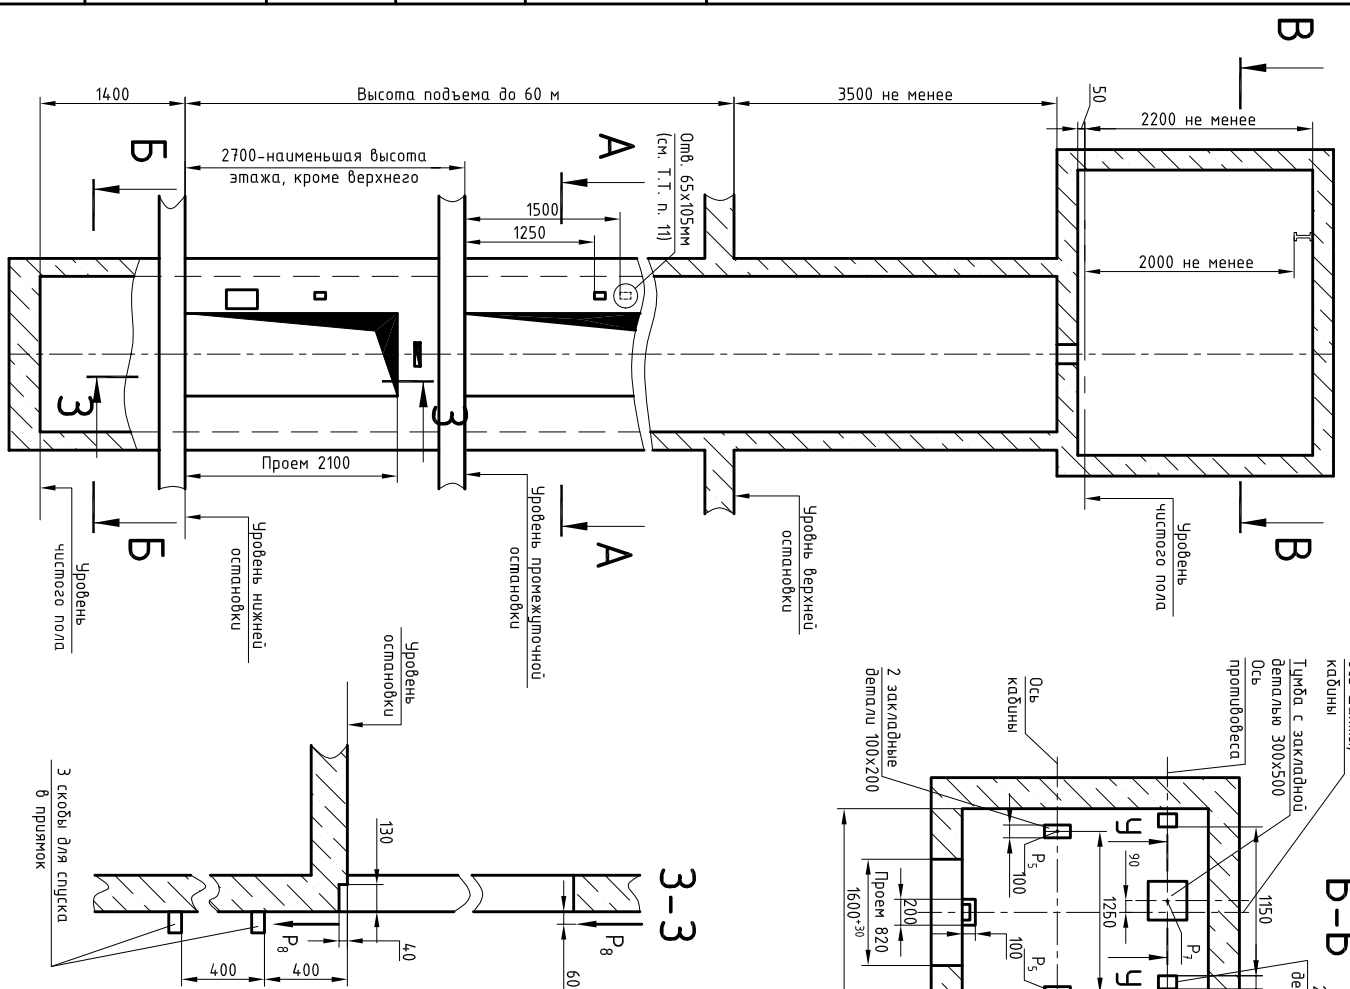 В
50
2200 не менее
1400
Высота подъема до 60 м
3500 не менее
Б
2700-наименьшая высота
этажа, кроме верхнего
А
Отв. 65х105мм
(см. Т.Т. п. 11)
1500
1250
2000 не менее
З
З
Проем 2100
Б
А
В
Уровень
чистого пола
Уровень нижней
остановки
Уровень промежуточной
остановки
Уровнь верхней
остановки
Уровень
чистого пола
Уровень
остановки
2 закладные
детали 100х200
Ось
кабины
Ось
противовеса
Тумба с закладной
деталью 300х500
кабины
3 скобы для спуска
в приямок
130
З-З
Р8
Р8
40
60
400
400
У
90
Р5
100
1250
1150
Б-Б
Проем 820
1600+30
200
100
Р5
Р7
У